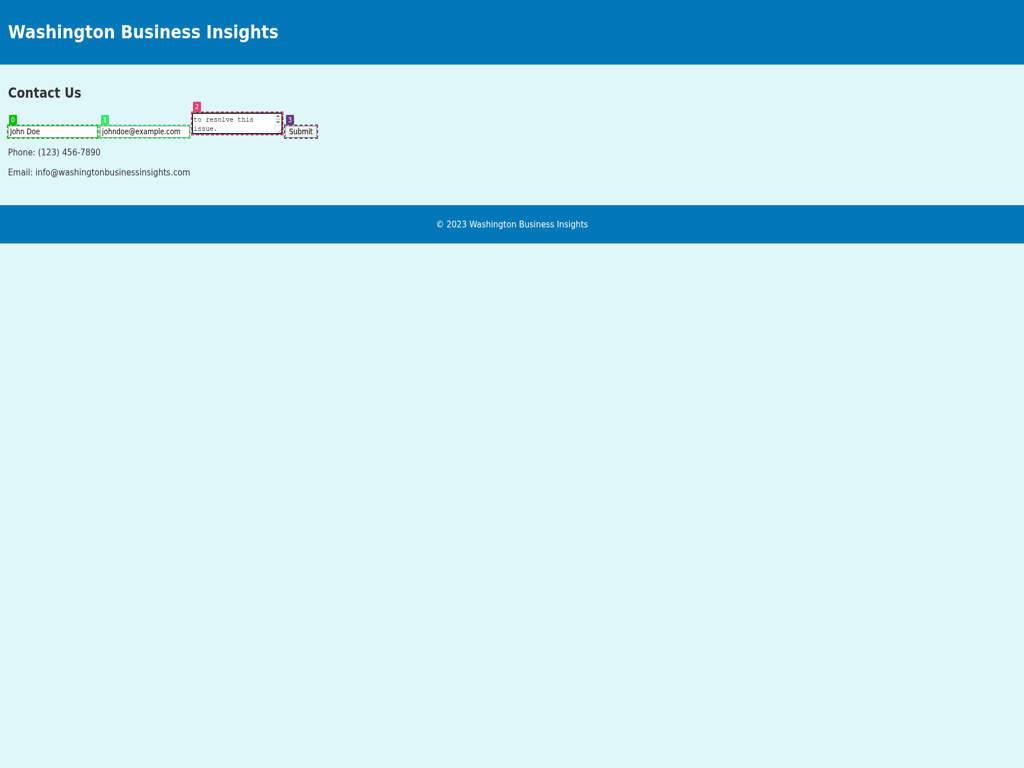 Washington Business Insights
Contact Us
0
1
2
3
John Doe
johndoe@example.com
to resolve this
issue.
Submit
Phone: (123) 456-7890
Email: info@washingtonbusinessinsights.com
© 2023 Washington Business Insights